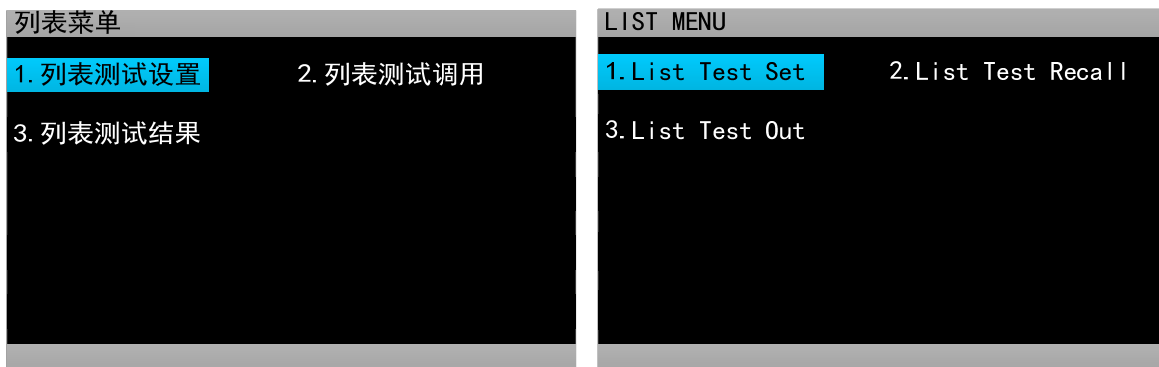 列表菜单
1.列表测试设置 2.列表测试调用
3.列表测试结果
LIST MENU
1.List Test Set 2.List Test Recall
3.List Test Out